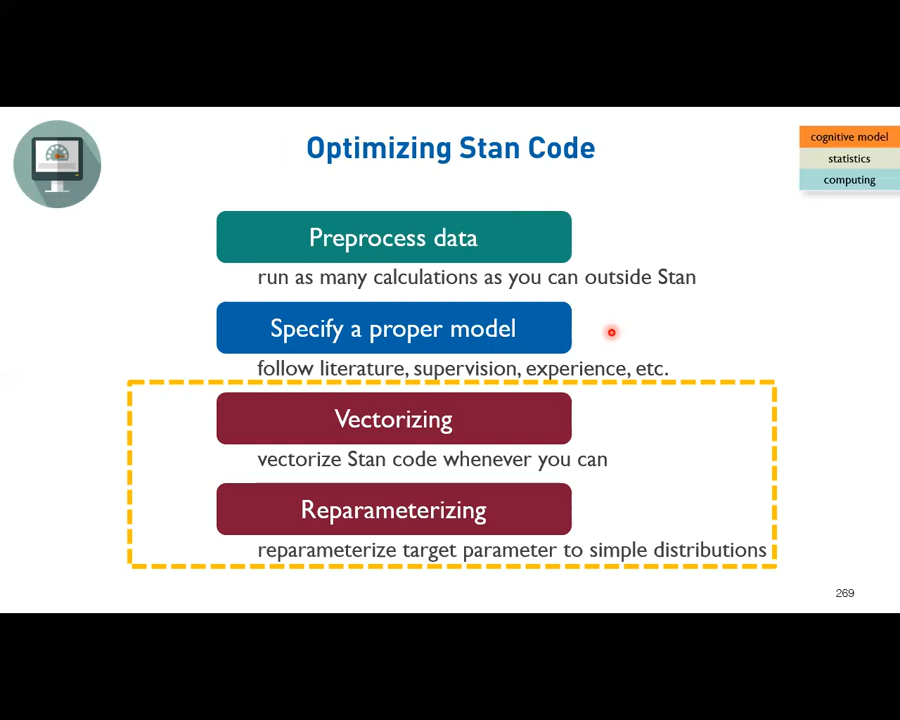 Optimizing Stan Code
cognitive model
statistics
computing
Preprocess data
run as many calculations as you can outside Stan
Specify a proper model
follow literature, supervision, experience, etc.
Vectorizing
vectorize Stan code whenever you can
Reparameterizing
reparameterize target parameter to simple distributions
269